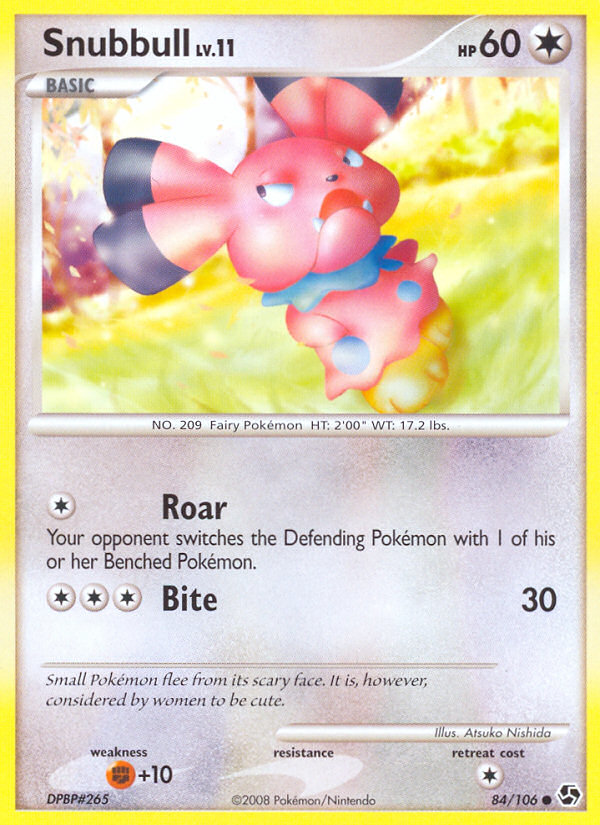 Snubbull LV.11
HP 60
BASIC
NO. 209 Fairy Pokémon HT: 2'00" WT: 17.2 lbs.
Roar
Your opponent switches the Defending Pokémon with 1 of his
or her Benched Pokémon.
Bite 30
Small Pokémon flee from its scary face. It is, however,
considered by women to be cute.
Illus. Atsuko Nishida
weakness resistance retreat cost
+10
DPBP#265 ©2008 Pokémon/Nintendo 84/106